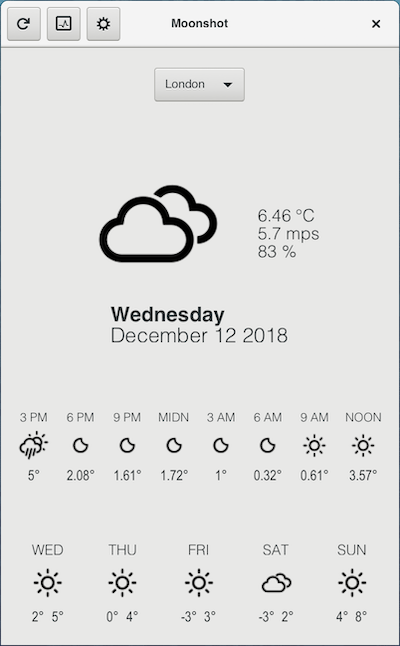 Moonshot
London
6.46 °C
5.7 mps
83 %
Wednesday
December 12 2018
3 PM 6 PM 9 PM MIDN 3 AM 6 AM 9 AM NOON
5° 2.08° 1.61° 1.72° 1° 0.32° 0.61° 3.57°
WED THU FRI SAT SUN
2° 5° 0° 4° -3° 3° -3° 2° 4° 8°